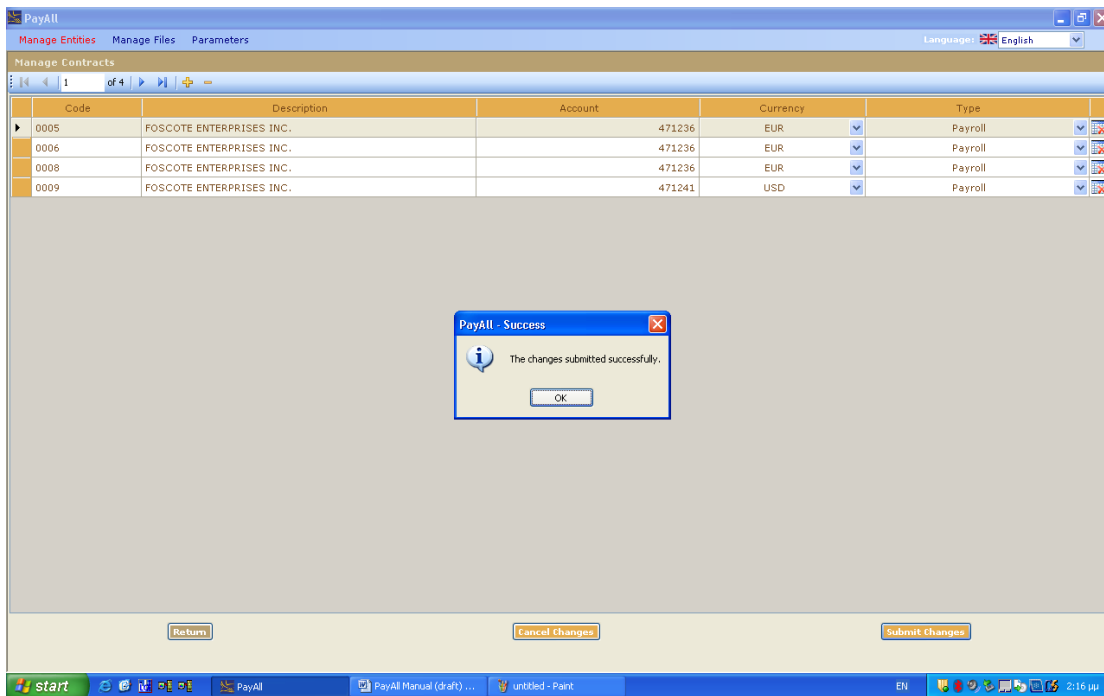 PayAll
Manage Entities Manage Files Parameters Language: English
Manage Contracts
1 of 4
Code Description Account Currency Type
0005 FOSCOTE ENTERPRISES INC. 471236 EUR Payroll
0006 FOSCOTE ENTERPRISES INC. 471236 EUR Payroll
0008 FOSCOTE ENTERPRISES INC. 471236 EUR Payroll
0009 FOSCOTE ENTERPRISES INC. 471241 USD Payroll
PayAll - Success
The changes submitted successfully.
OK
Return Cancel Changes Submit Changes
start PayAll PayAll Manual (draft) ... untitled - Paint EN 2:16 μμ